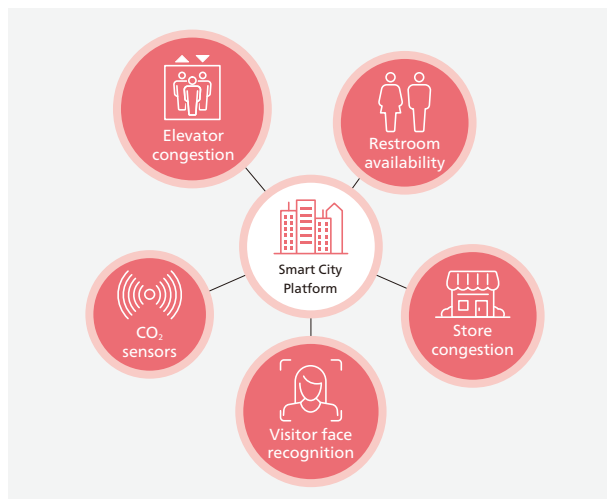 Elevator
congestion
Restroom
availability
Smart City
Platform
CO₂
sensors
Store
congestion
Visitor face
recognition